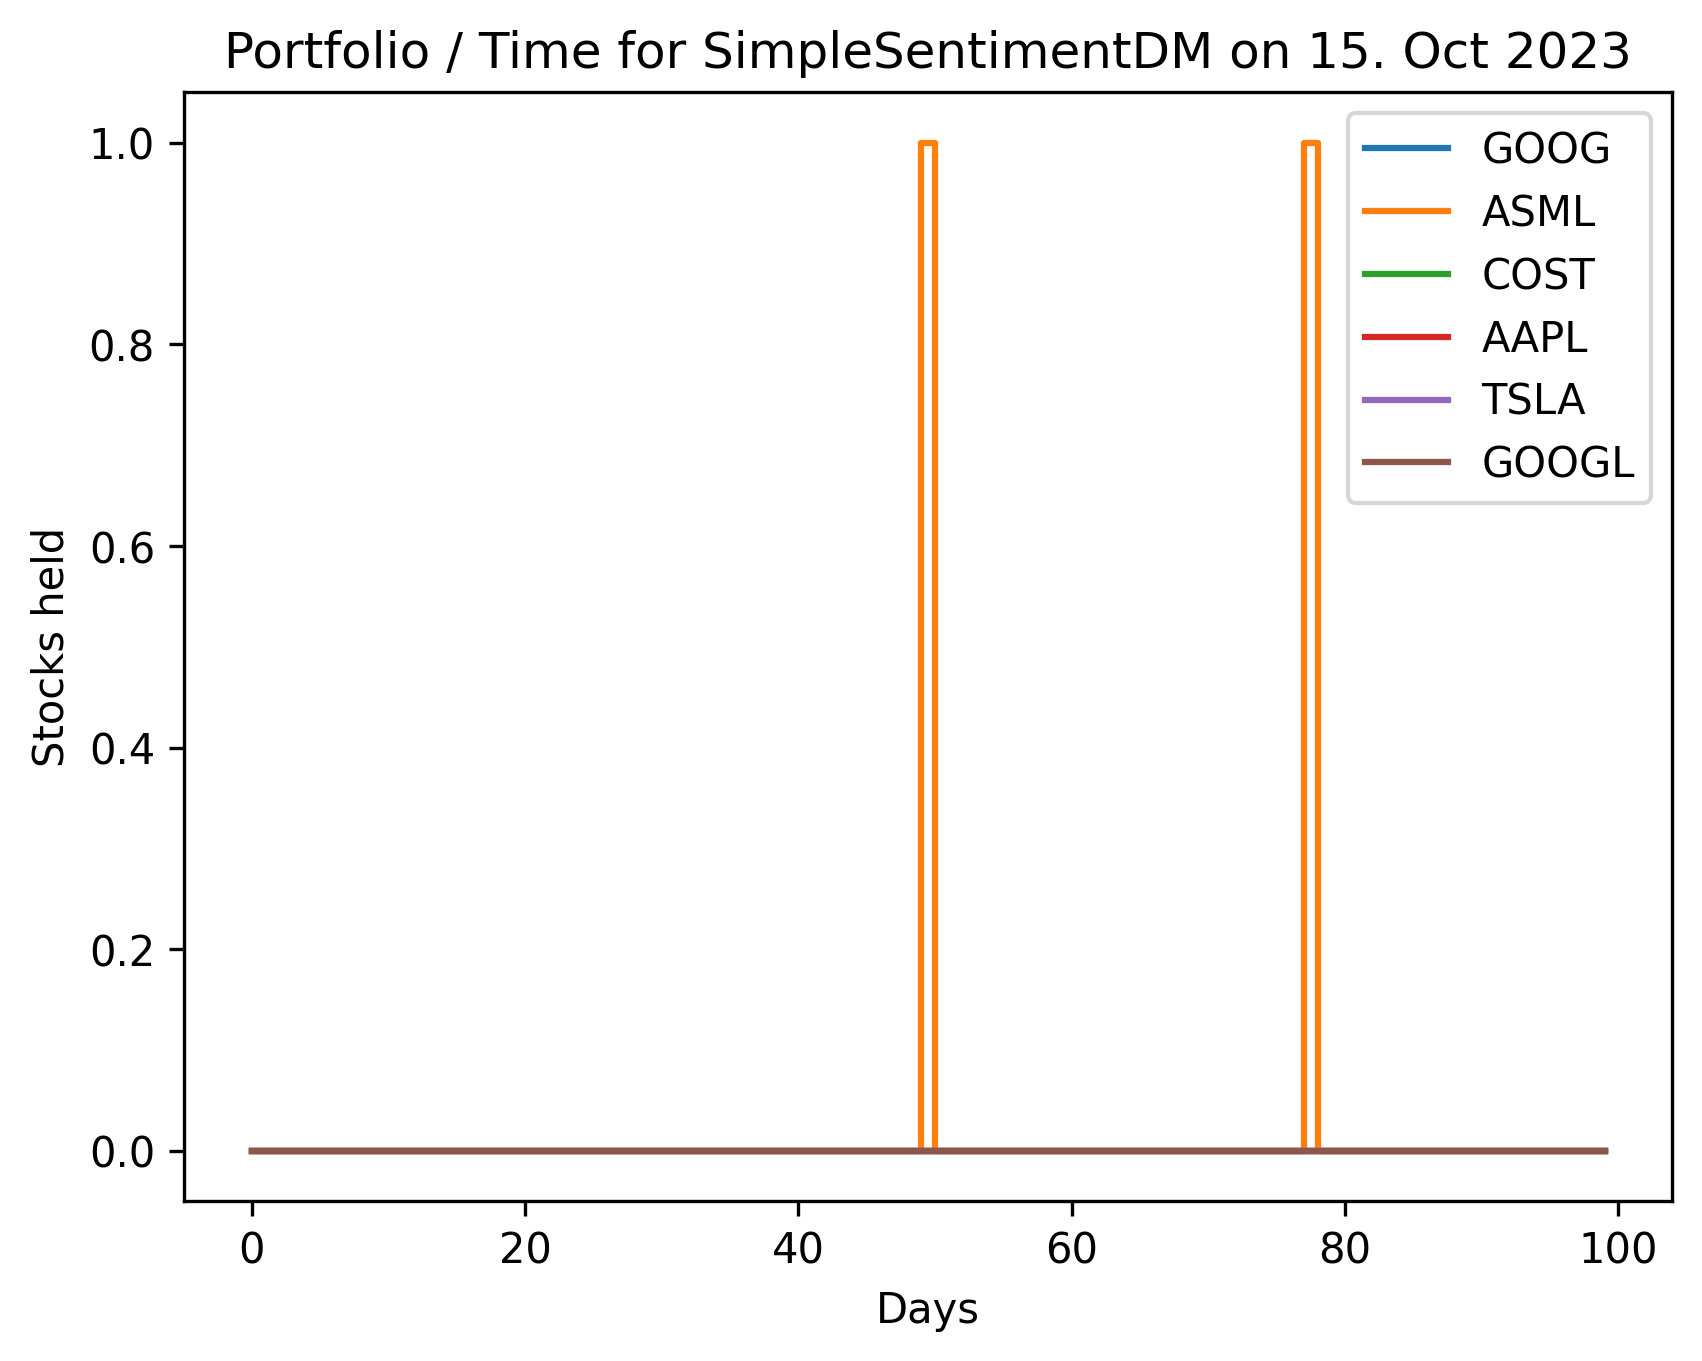 Portfolio / Time for SimpleSentimentDM on 15. Oct 2023
1.0
0.8
0.6
0.4
0.2
0.0
Stocks held
GOOG
ASML
COST
AAPL
TSLA
GOOGL
0 20 40 60 80 100
Days